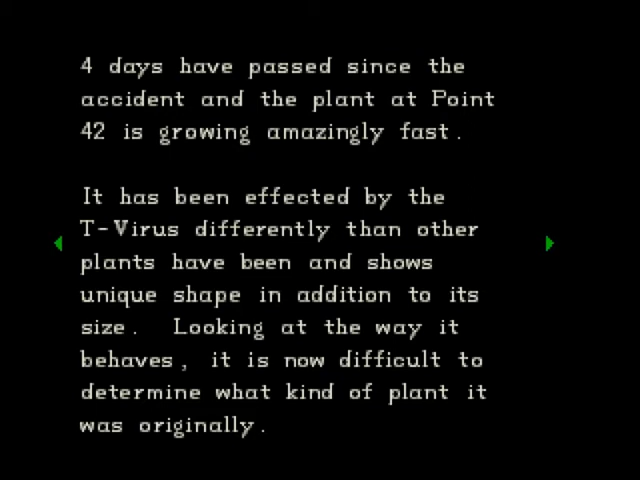 4 days have passed since the
accident and the plant at Point
42 is growing amazingly fast.
It has been effected by the
T-Virus differently than other
plants have been and shows
unique shape in addition to its
size. Looking at the way it
behaves, it is now difficult to
determine what kind of plant it
was originally.